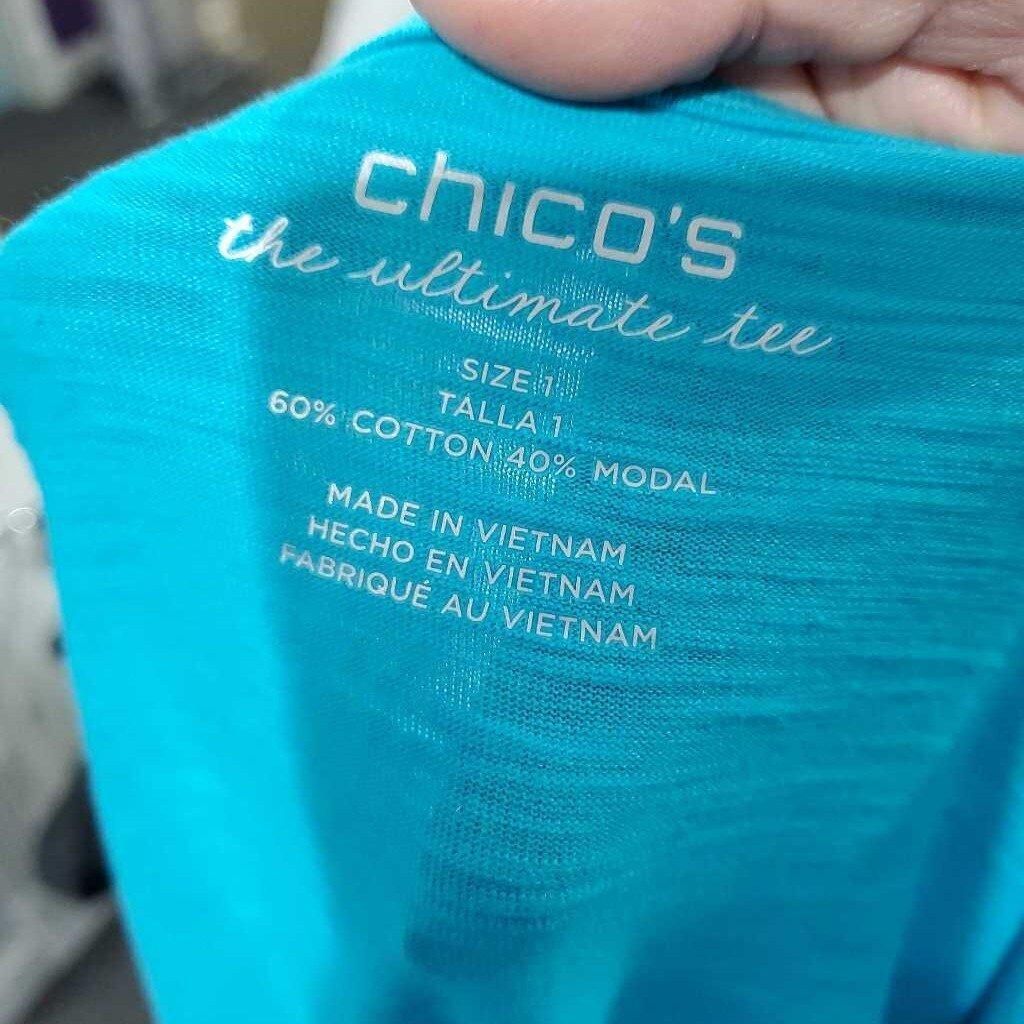 chico's
the ultimate tee
SIZE 1
TALLA 1
60% COTTON 40% MODAL
MADE IN VIETNAM
HECHO EN VIETNAM
FABRIQUÉ AU VIETNAM